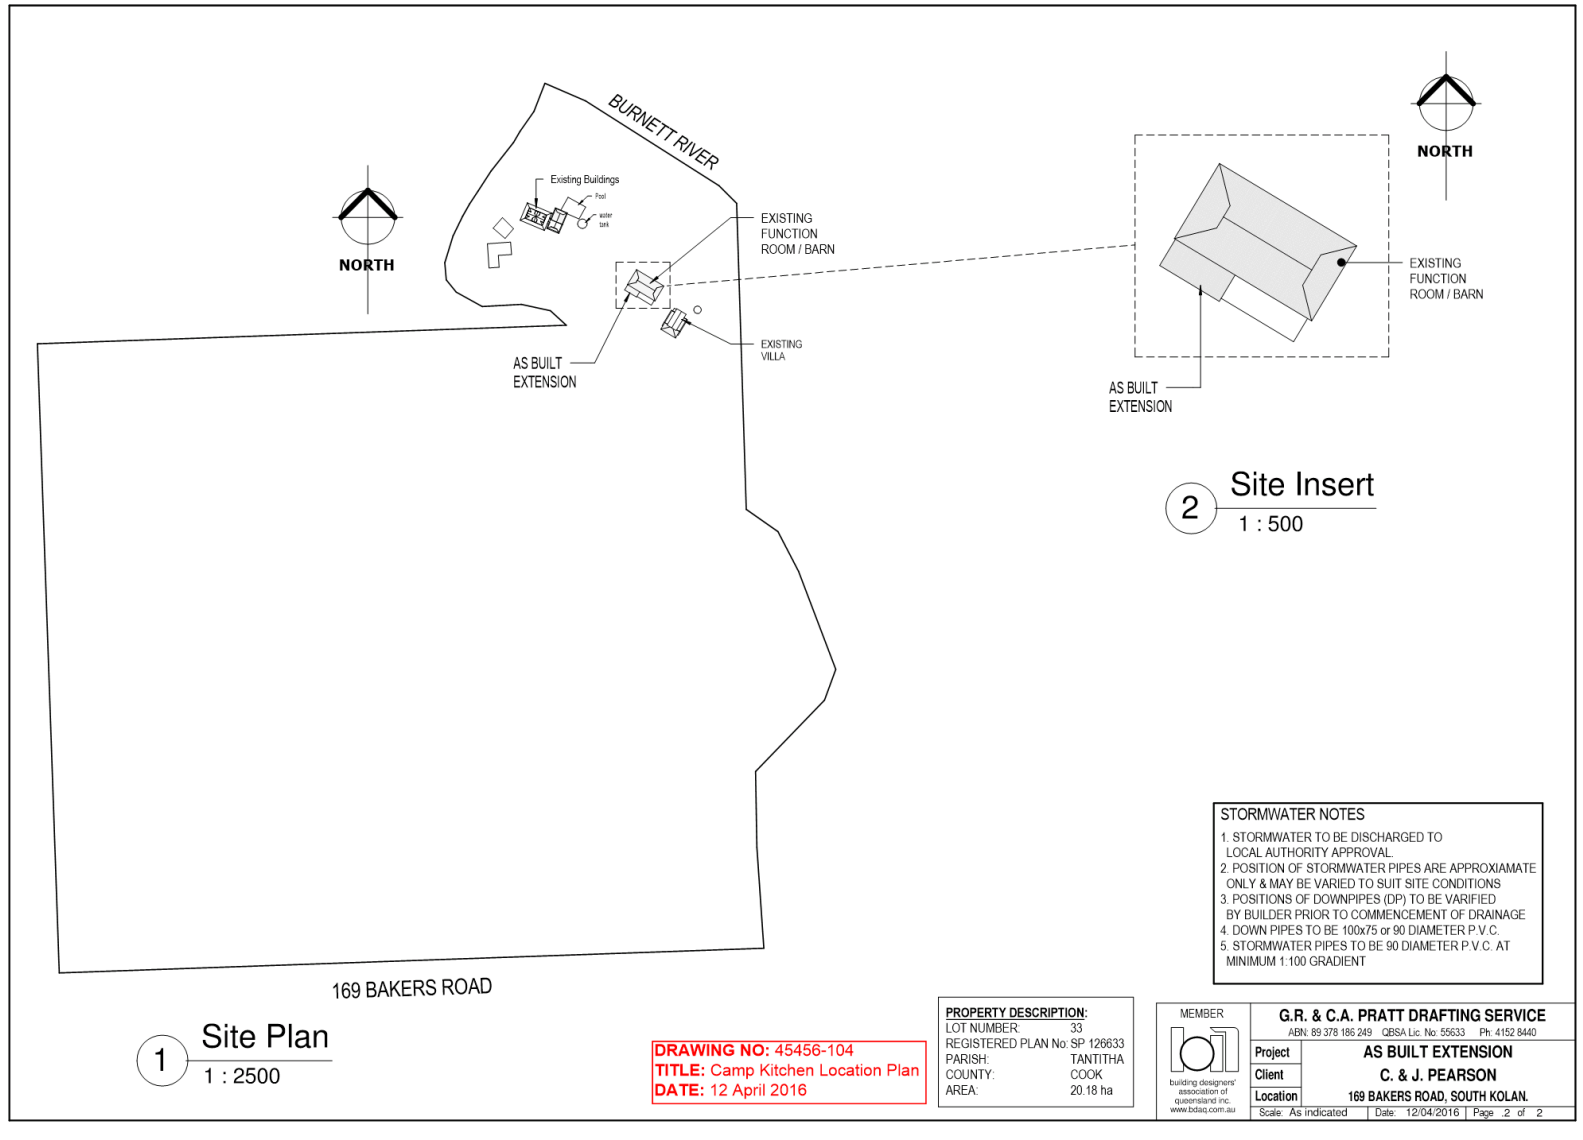 BURNETT RIVER
Existing Buildings
Pool
water
tank
NORTH
EXISTING
FUNCTION
ROOM / BARN
EXISTING
VILLA
AS BUILT
EXTENSION
169 BAKERS ROAD
1
Site Plan
1 : 2500
NORTH
EXISTING
FUNCTION
ROOM / BARN
AS BUILT
EXTENSION
2
Site Insert
1 : 500
STORMWATER NOTES
1. STORMWATER TO BE DISCHARGED TO
LOCAL AUTHORITY APPROVAL.
2. POSITION OF STORMWATER PIPES ARE APPROXIAMATE
ONLY & MAY BE VARIED TO SUIT SITE CONDITIONS
3. POSITIONS OF DOWNPIPES (DP) TO BE VARIFIED
BY BUILDER PRIOR TO COMMENCEMENT OF DRAINAGE
4. DOWN PIPES TO BE 100x75 or 90 DIAMETER P.V.C.
5. STORMWATER PIPES TO BE 90 DIAMETER P.V.C. AT
MINIMUM 1:100 GRADIENT
DRAWING NO: 45456-104
TITLE: Camp Kitchen Location Plan
DATE: 12 April 2016
PROPERTY DESCRIPTION:
LOT NUMBER: 33
REGISTERED PLAN No: SP 126633
PARISH: TANTITHA
COUNTY: COOK
AREA: 20.18 ha
MEMBER
building designers'
association of
queensland inc.
www.bdaq.com.au
G.R. & C.A. PRATT DRAFTING SERVICE
ABN: 89 378 186 249 QBSA Lic. No: 55633 Ph: 4152 8440
Project AS BUILT EXTENSION
Client C. & J. PEARSON
Location 169 BAKERS ROAD, SOUTH KOLAN.
Scale: As indicated Date: 12/04/2016 Page .2 of 2